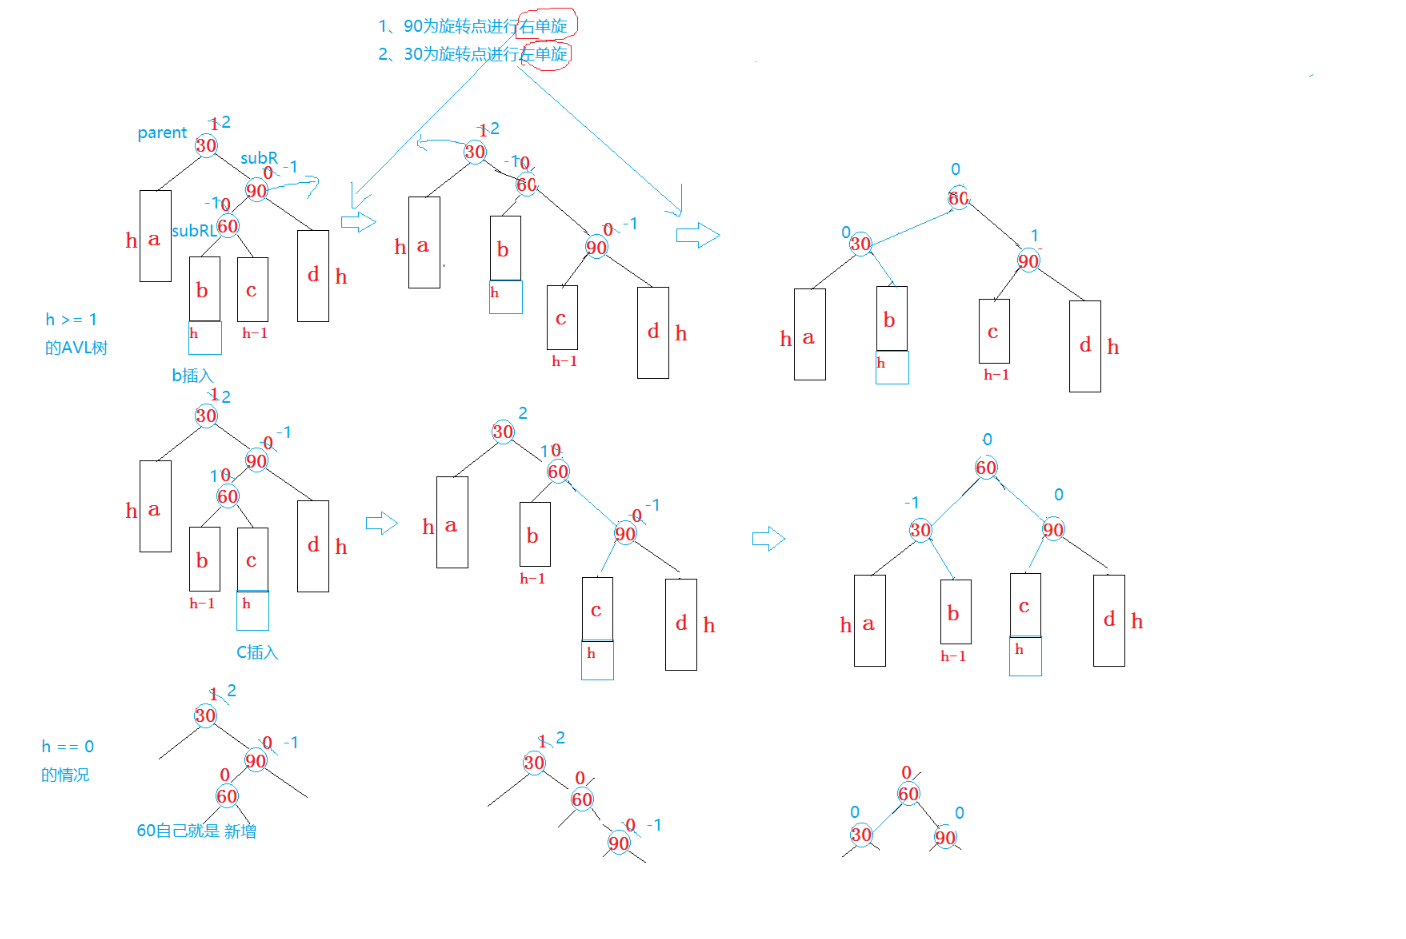 1、90为旋转点进行右单旋
2、30为旋转点进行左单旋
parent 1 2
30
subR
0 -1
90
-1 0
subRL 60
h a
b c d h
h h-1
h >= 1
的AVL树
b插入
1 2
30
-1 0
60
0 -1
90
h a
b
h
c
h-1
d h
0
60
0
30
1
90
h a
b
h
c
h-1
d h
1 2
30
0 -1
90
1 0
60
h a
b c d h
h-1 h
C插入
2
30
1 0
60
0 -1
90
h a
b
h-1
c
h
d h
0
60
-1
30
0
90
h a
b
h-1
c
h
d h
h == 0
的情况
1 2
30
0 -1
90
0
60
60自己就是 新增
1 2
30
0
60
0 -1
90
0
60
0
30
0
90